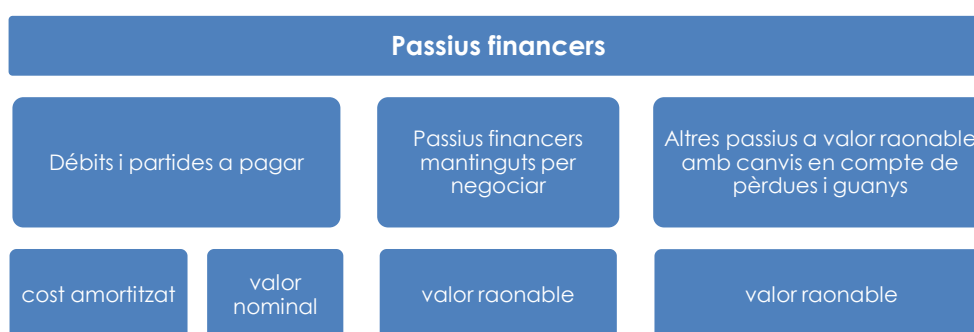 Passius financers
Débits i partides a pagar
Passius financers
mantinguts per
negociar
Altres passius a valor raonable
amb canvis en compte de
pèrdues i guanys
cost amortitzat
valor
nominal
valor raonable
valor raonable